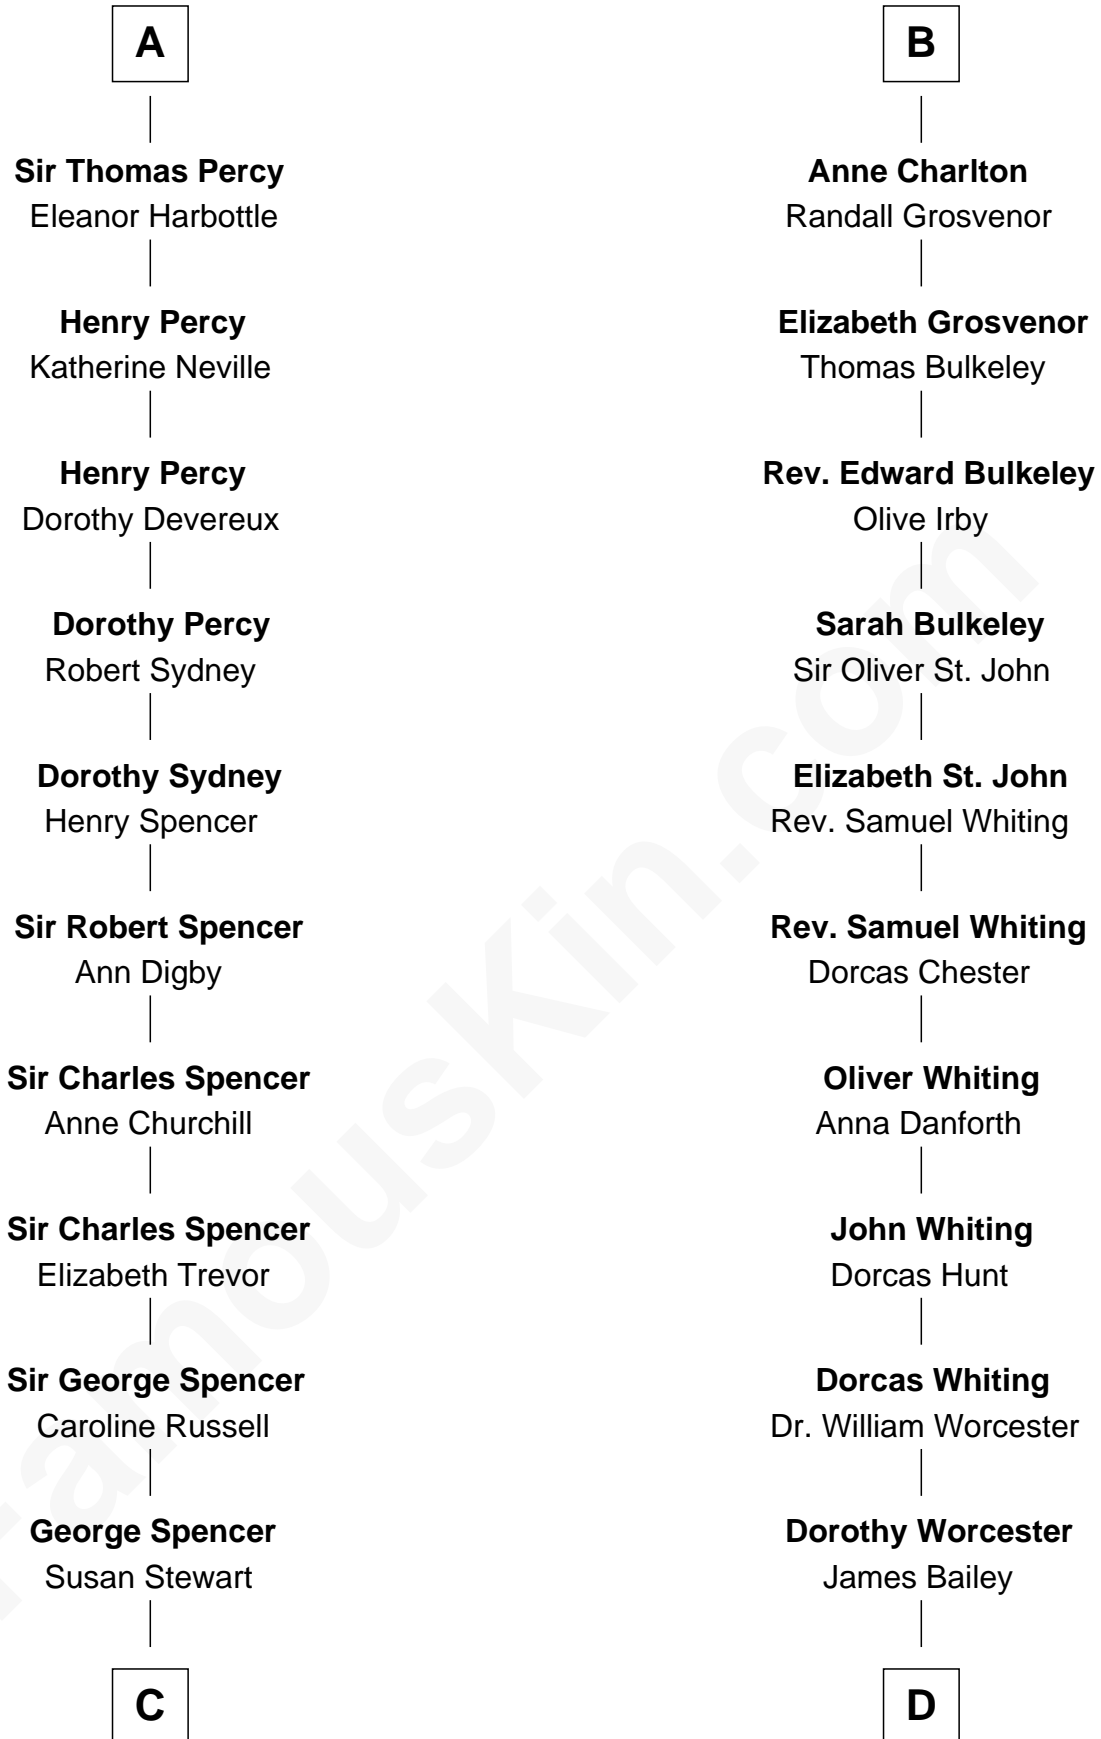 A
Sir Thomas Percy
Eleanor Harbottle
Henry Percy
Katherine Neville
Henry Percy
Dorothy Devereux
Dorothy Percy
Robert Sydney
Dorothy Sydney
Henry Spencer
Sir Robert Spencer
Ann Digby
Sir Charles Spencer
Anne Churchill
Sir Charles Spencer
Elizabeth Trevor
Sir George Spencer
Caroline Russell
George Spencer
Susan Stewart
C
B
Anne Charlton
Randall Grosvenor
Elizabeth Grosvenor
Thomas Bulkeley
Rev. Edward Bulkeley
Olive Irby
Sarah Bulkeley
Sir Oliver St. John
Elizabeth St. John
Rev. Samuel Whiting
Rev. Samuel Whiting
Dorcas Chester
Oliver Whiting
Anna Danforth
John Whiting
Dorcas Hunt
Dorcas Whiting
Dr. William Worcester
Dorothy Worcester
James Bailey
D
FamousKin.com